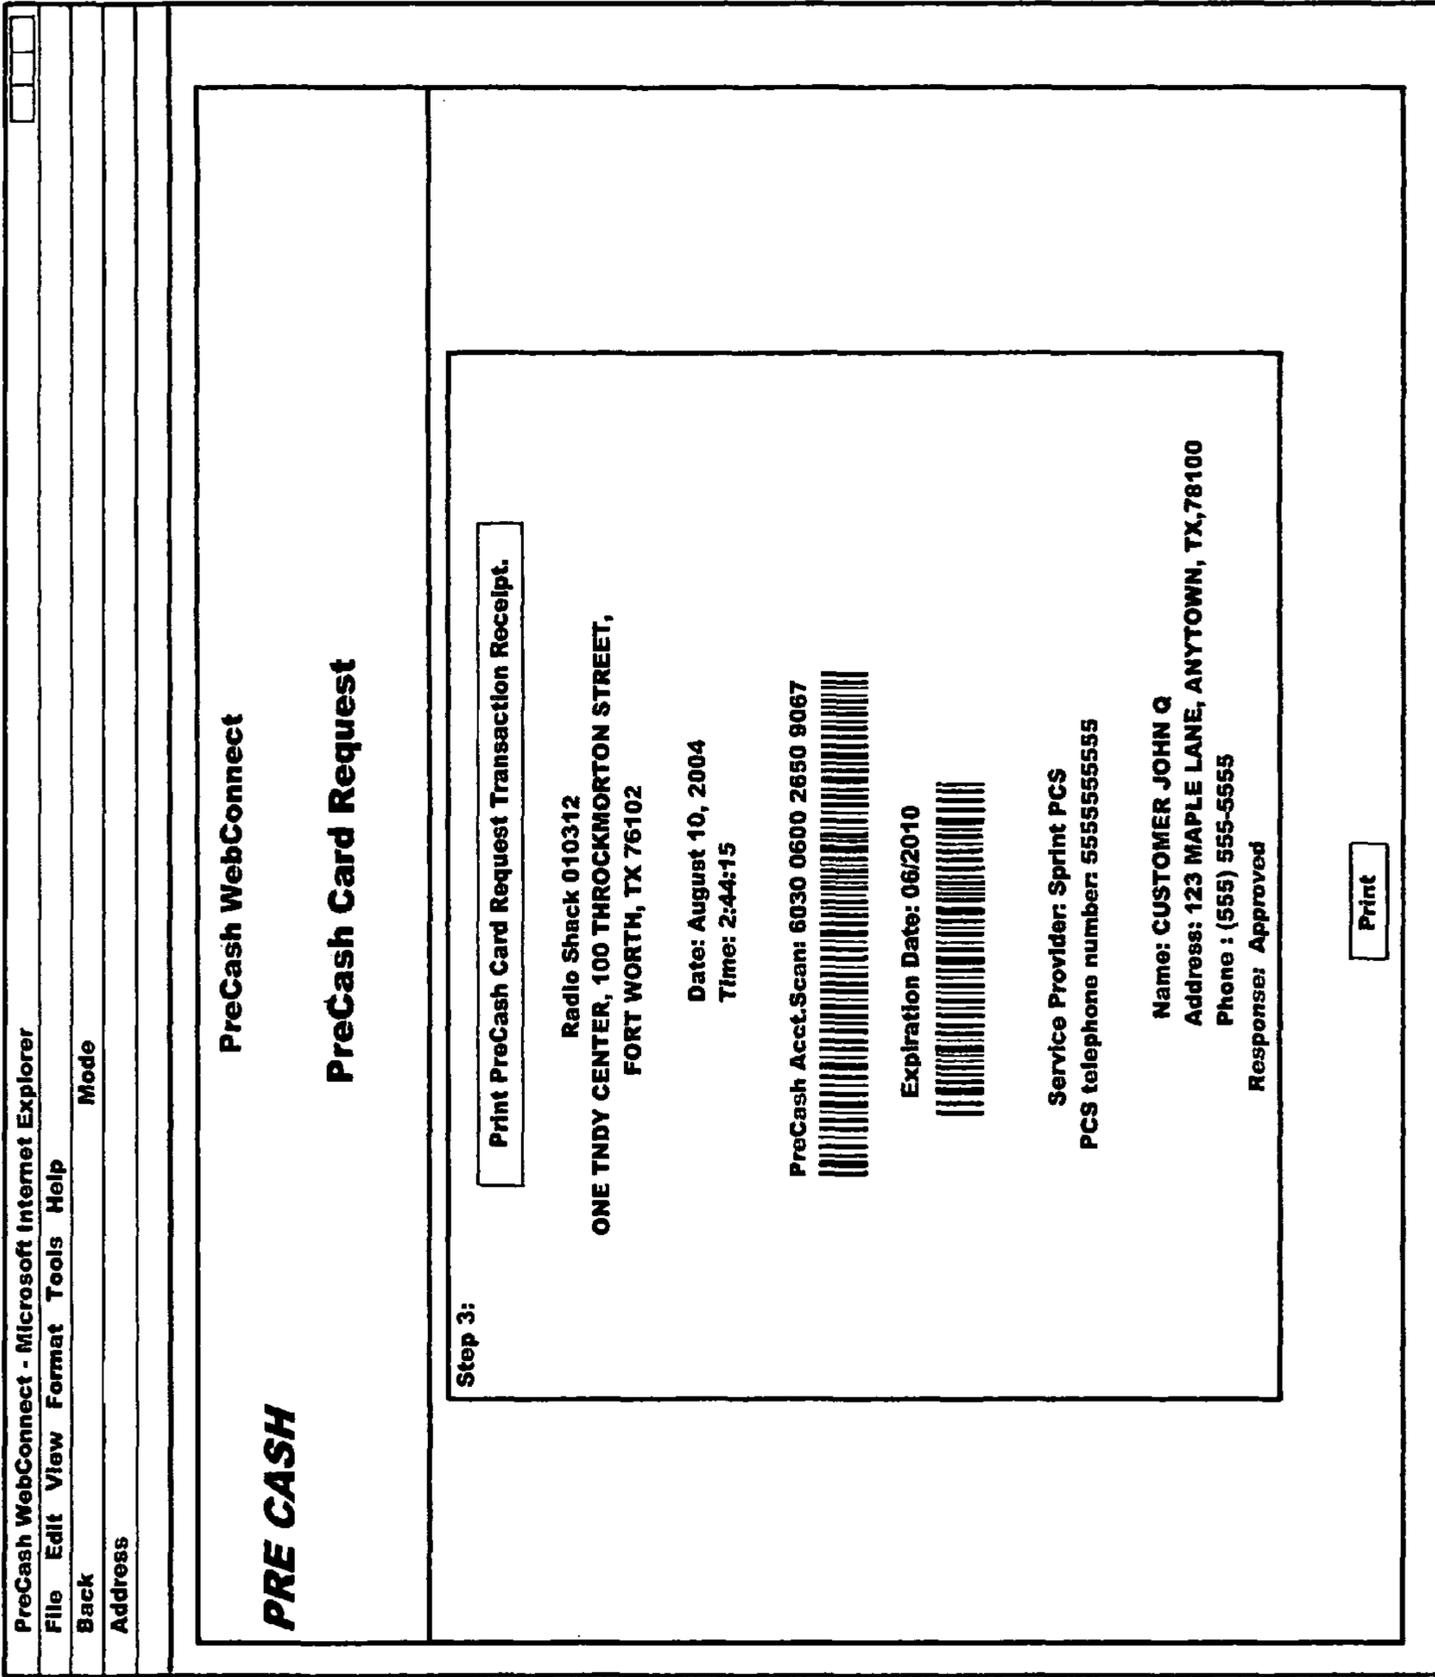 PreCash WebConnect - Microsoft Internet Explorer
File Edit View Format Tools Help
Back Mode
Address
PreCash WebConnect
PRE CASH
PreCash Card Request
Step 3:
Print PreCash Card Request Transaction Receipt.
Radio Shack 010312
ONE TNDY CENTER, 100 THROCKMORTON STREET,
FORT WORTH, TX 76102
Date: August 10, 2004
Time: 2:44:15
PreCash Acct.Scan: 6030 0600 2650 9067
Expiration Date: 06/2010
Service Provider: Sprint PCS
PCS telephone number: 5555555555
Name: CUSTOMER JOHN Q
Address: 123 MAPLE LANE, ANYTOWN, TX,78100
Phone : (555) 555-5555
Response: Approved
Print